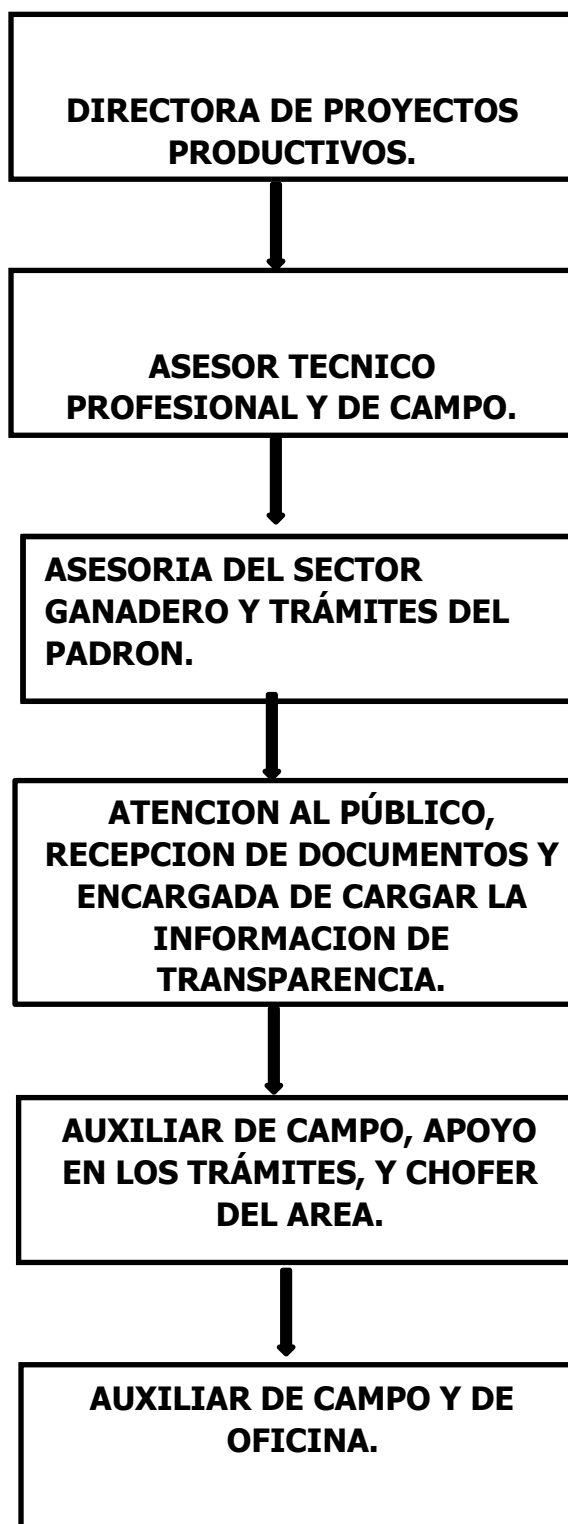 DIRECTORA DE PROYECTOS
PRODUCTIVOS.
ASESOR TECNICO
PROFESIONAL Y DE CAMPO.
ASESORIA DEL SECTOR
GANADERO Y TRÁMITES DEL
PADRON.
ATENCION AL PÚBLICO,
RECEPCION DE DOCUMENTOS Y
ENCARGADA DE CARGAR LA
INFORMACION DE
TRANSPARENCIA.
AUXILIAR DE CAMPO, APOYO
EN LOS TRÁMITES, Y CHOFER
DEL AREA.
AUXILIAR DE CAMPO Y DE
OFICINA.